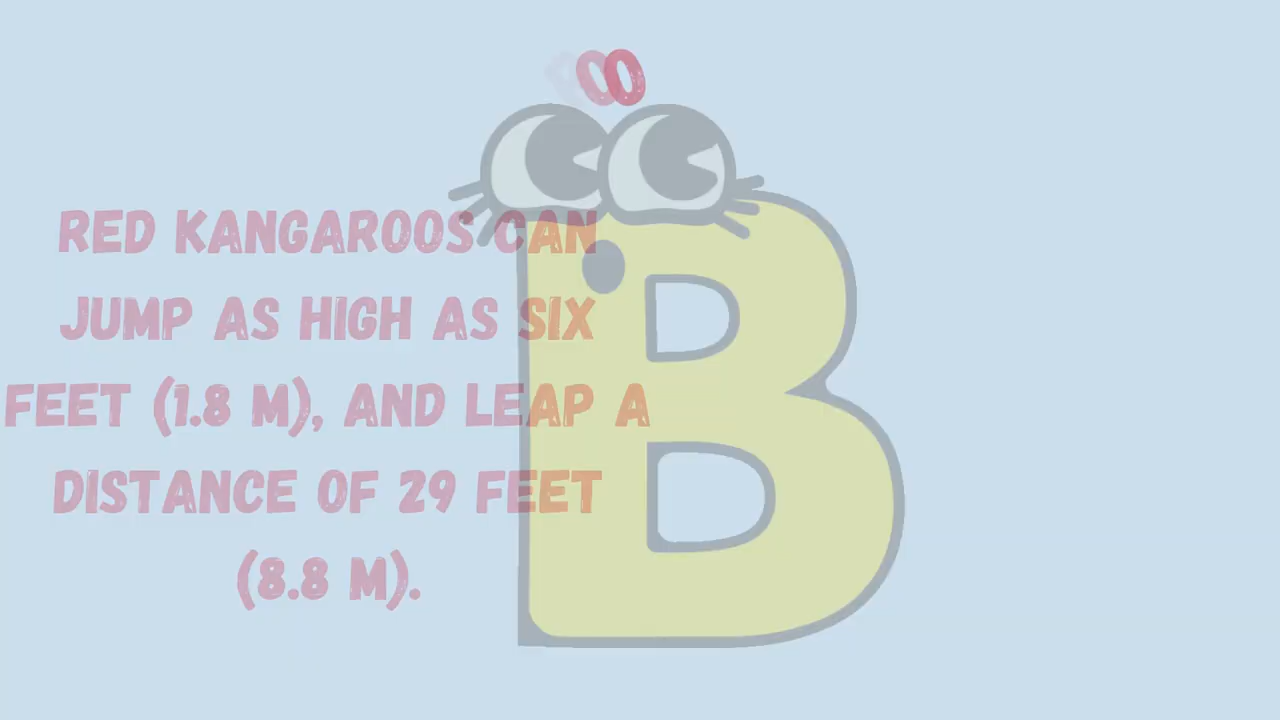 OO
RED KANGAROOS CAN
JUMP AS HIGH AS SIX
FEET (1.8 M), AND LEAP A
DISTANCE OF 29 FEET
(8.8 M).
B